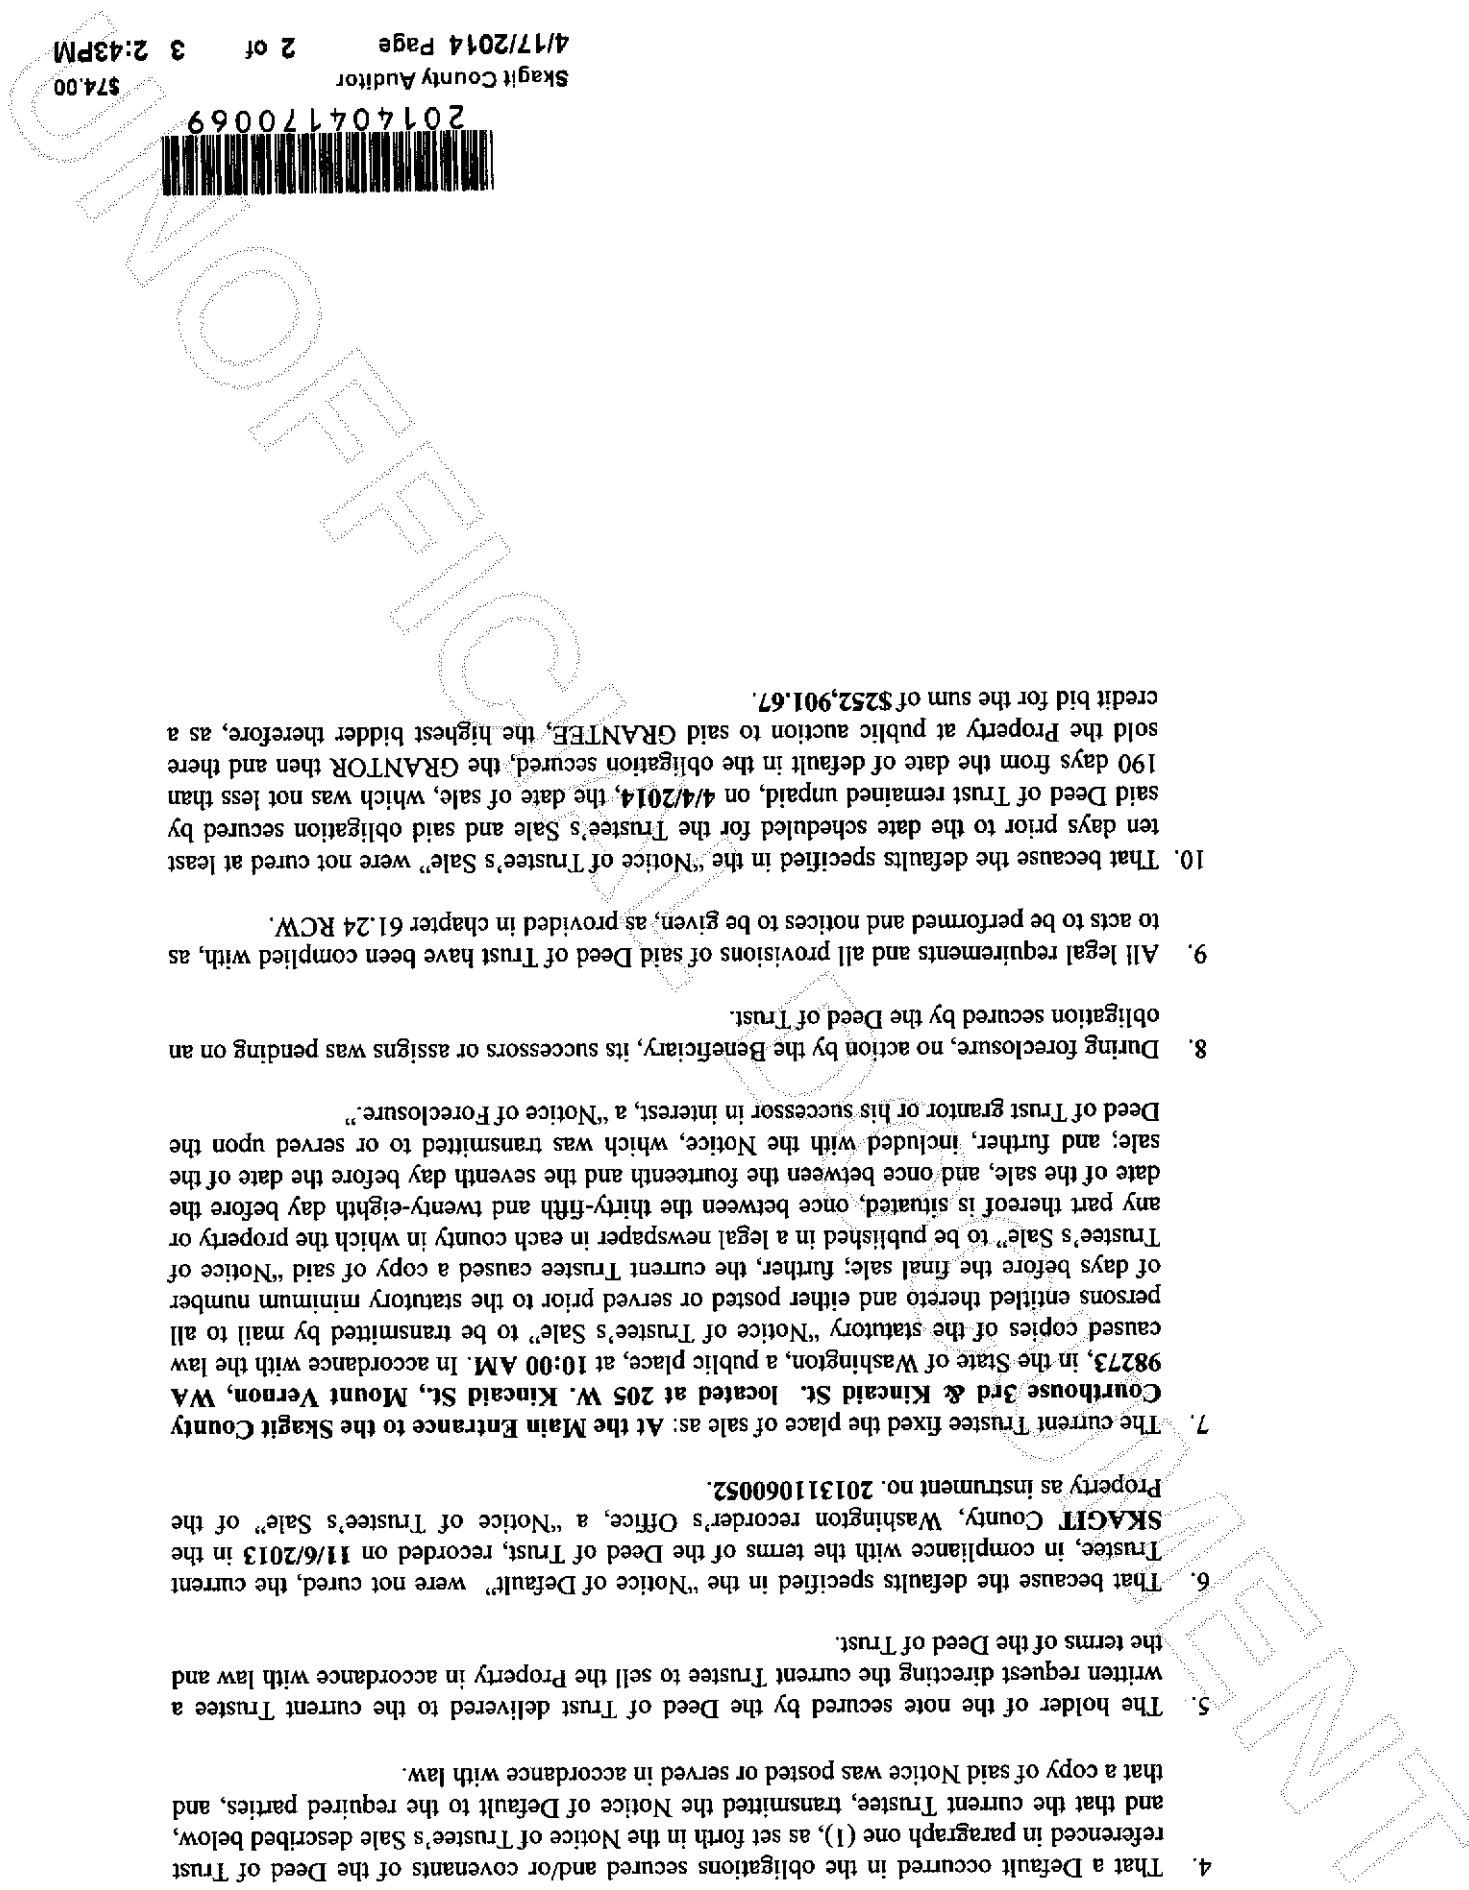 4. That a Default occurred in the obligations secured and/or covenants of the Deed of Trust
referenced in paragraph one (1), as set forth in the Notice of Trustee's Sale described below,
and that the current Trustee, transmitted the Notice of Default to the required parties, and
that a copy of said Notice was posted or served in accordance with law.
5. The holder of the note secured by the Deed of Trust delivered to the current Trustee a
written request directing the current Trustee to sell the Property in accordance with law and
the terms of the Deed of Trust.
6. That because the defaults specified in the "Notice of Default" were not cured, the current
Trustee, in compliance with the terms of the Deed of Trust, recorded on 11/6/2013 in the
SKAGIT County, Washington recorder's Office, a "Notice of Trustee's Sale" of the
Property as instrument no. 201311060052.
7. The current Trustee fixed the place of sale as: At the Main Entrance to the Skagit County
Courthouse 3rd & Kincaid St. located at 205 W. Kincaid St., Mount Vernon, WA
98273, in the State of Washington, a public place, at 10:00 AM. In accordance with the law
caused copies of the statutory "Notice of Trustee's Sale" to be transmitted by mail to all
persons entitled thereto and either posted or served prior to the statutory minimum number
of days before the final sale; further, the current Trustee caused a copy of said "Notice of
Trustee's Sale" to be published in a legal newspaper in each county in which the property or
any part thereof is situated, once between the thirty-fifth and twenty-eighth day before the
date of the sale, and once between the fourteenth and the seventh day before the date of the
sale; and further, included with the Notice, which was transmitted to or served upon the
Deed of Trust grantor or his successor in interest, a "Notice of Foreclosure."
8. During foreclosure, no action by the Beneficiary, its successors or assigns was pending on an
obligation secured by the Deed of Trust.
9. All legal requirements and all provisions of said Deed of Trust have been complied with, as
to acts to be performed and notices to be given, as provided in chapter 61.24 RCW.
10. That because the defaults specified in the "Notice of Trustee's Sale" were not cured at least
ten days prior to the date scheduled for the Trustee's Sale and said obligation secured by
said Deed of Trust remained unpaid, on 4/4/2014, the date of sale, which was not less than
190 days from the date of default in the obligation secured, the GRANTOR then and there
sold the Property at public auction to said GRANTEE, the highest bidder therefore, as a
credit bid for the sum of $252,901.67.
201404170069
Skagit County Auditor $74.00
4/17/2014 Page 2 of 3 2:43PM
UNOFFICIAL DOCUMENT